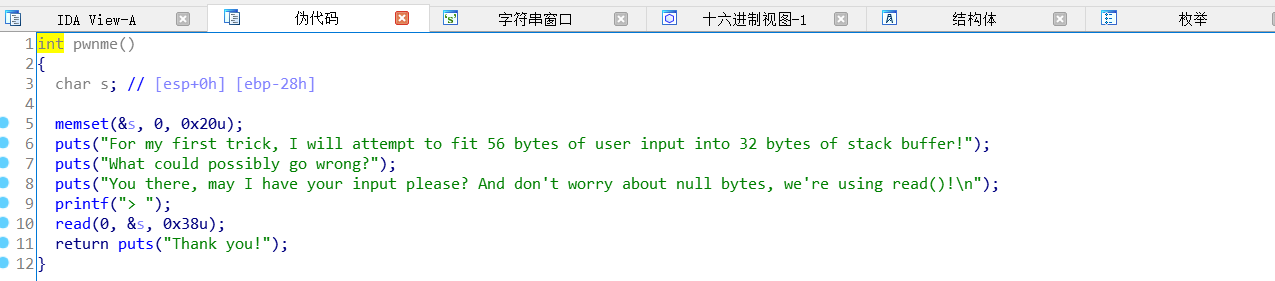 IDA View-A 伪代码 's' 字符串窗口 十六进制视图-1 A 结构体 枚举
1 int pwnme()
2 {
3 char s; // [esp+0h] [ebp-28h]
4
5 memset(&s, 0, 0x20u);
6 puts("For my first trick, I will attempt to fit 56 bytes of user input into 32 bytes of stack buffer!");
7 puts("What could possibly go wrong?");
8 puts("You there, may I have your input please? And don't worry about null bytes, we're using read()!\n");
9 printf("> ");
10 read(0, &s, 0x38u);
11 return puts("Thank you!");
12 }